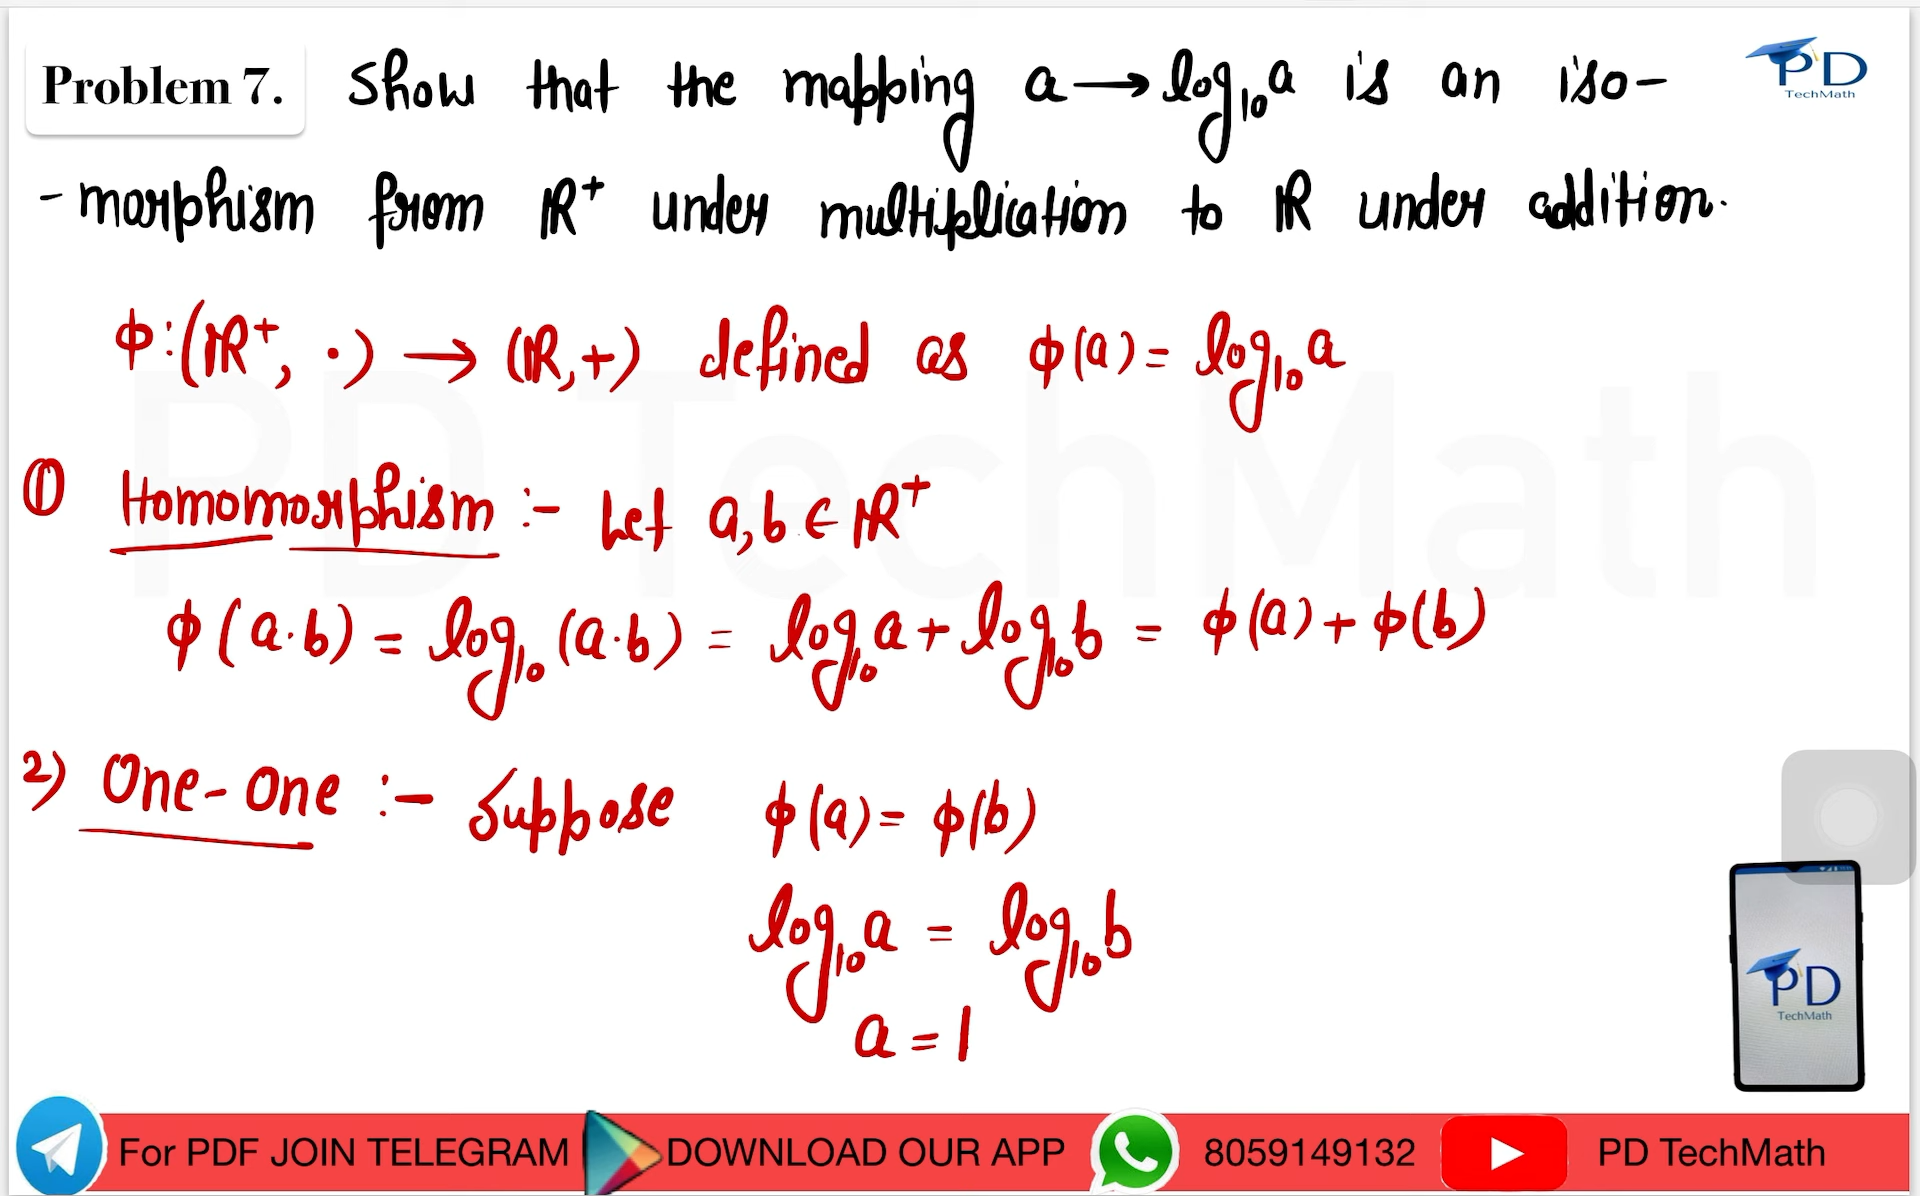 Problem 7. Show that the mapping a → log₁₀a is an iso-
PD
TechMath
-morphism from ℝ⁺ under multiplication to ℝ under addition.
ϕ:(ℝ⁺, ·) → (ℝ,+) defined as ϕ(a) = log₁₀a
① Homomorphism :- Let a,b ∈ ℝ⁺
ϕ(a·b) = log₁₀(a·b) = log₁₀a + log₁₀b = ϕ(a) + ϕ(b)
2) One-One :- Suppose ϕ(a) = ϕ(b)
log₁₀a = log₁₀b
a = l
PD
TechMath
PD TechMath
For PDF JOIN TELEGRAM DOWNLOAD OUR APP 8059149132 PD TechMath